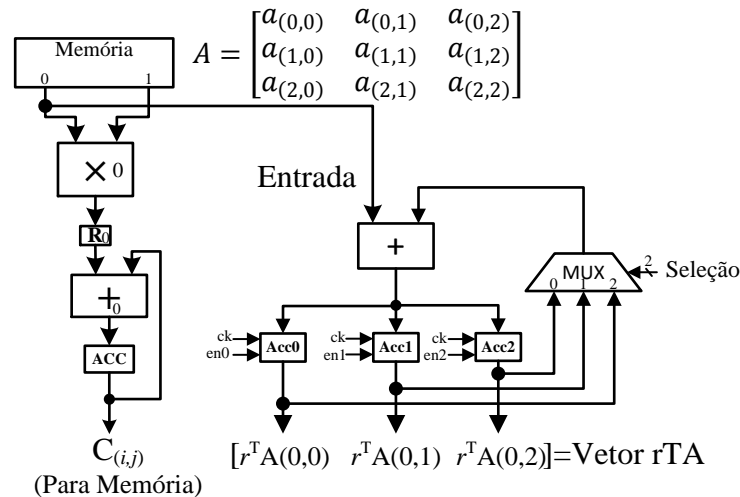 Memória
0 1
A = [a(0,0) a(0,1) a(0,2)
a(1,0) a(1,1) a(1,2)
a(2,0) a(2,1) a(2,2)]
× 0
Entrada
R0
+
+0
MUX
0 1 2
2
Seleção
ck
en0
Acc0
ck
en1
Acc1
ck
en2
Acc2
ACC
C(i,j)
(Para Memória)
[rᵀA(0,0) rᵀA(0,1) rᵀA(0,2)]=Vetor rTA